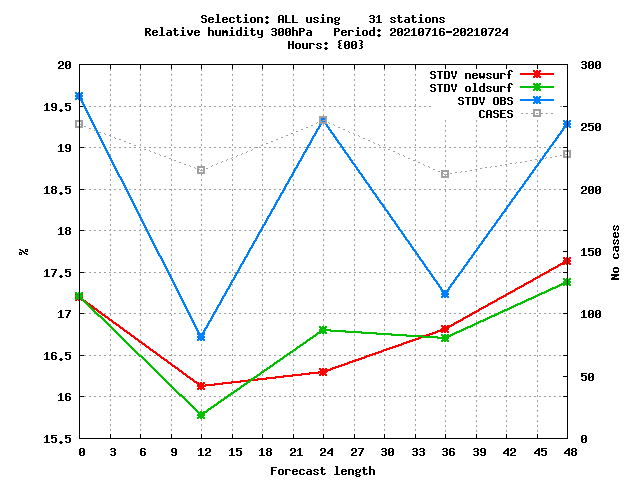 Selection: ALL using    31 stations
Relative humidity 300hPa   Period: 20210716-20210724
Hours: {00}
20 300
STDV newsurf
STDV oldsurf
19.5
STDV OBS
CASES
250
19
18.5 200
18
%
No cases
17.5 150
17 100
16.5
50
16
15.5 0
0 3 6 9 12 15 18 21 24 27 30 33 36 39 42 45 48
Forecast length